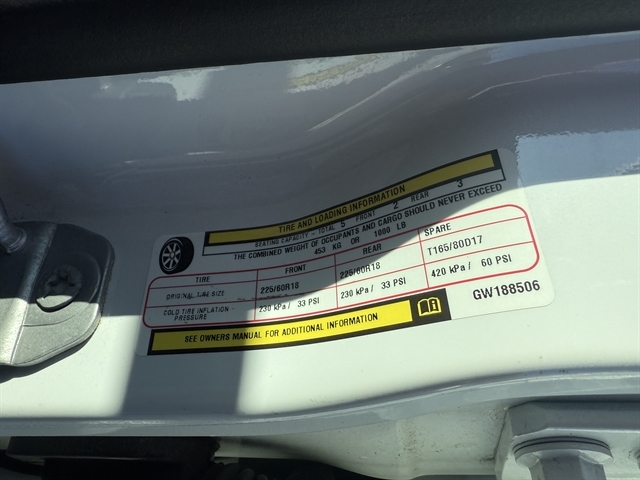 TIRE AND LOADING INFORMATION
SEATING CAPACITY - TOTAL 5 FRONT 2 REAR 3
THE COMBINED WEIGHT OF OCCUPANTS AND CARGO SHOULD NEVER EXCEED
453 KG OR 1000 LB
TIRE FRONT REAR SPARE
ORIGINAL TIRE SIZE 225/60R18 225/60R18 T165/80D17
COLD TIRE INFLATION PRESSURE 230 kPa / 33 PSI 230 kPa / 33 PSI 420 kPa / 60 PSI
SEE OWNERS MANUAL FOR ADDITIONAL INFORMATION
GW188506